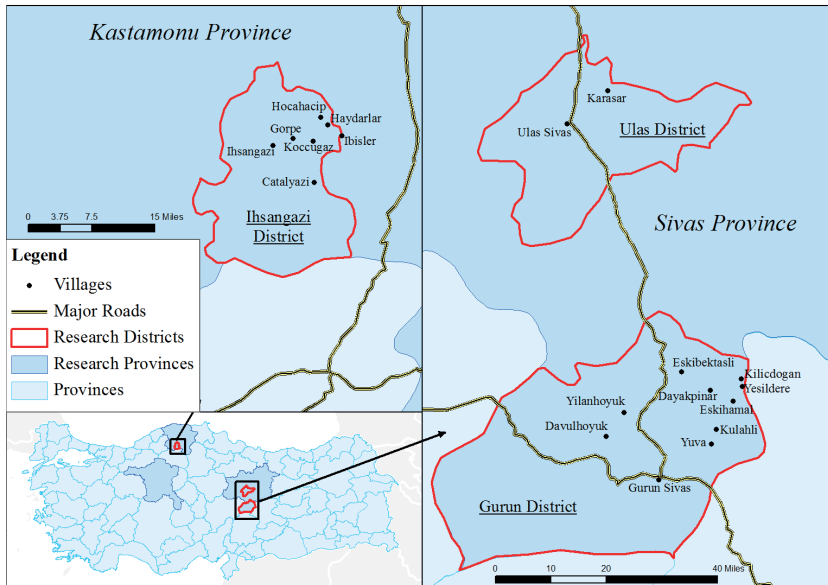 Kastamonu Province
Hocahacip
Haydarlar
Gorpe
Ihsangazi
Koccugaz
Ibisler
Catalyazi
0 3.75 7.5 15 Miles
Ihsangazi
District
Legend
Villages
Major Roads
Research Districts
Research Provinces
Provinces
Karasar
Ulas Sivas
Ulas District
Sivas Province
Eskibektasli
Kilicdogan
Yesildere
Dayakpinar
Eskihamal
Yilanhoyuk
Davulhoyuk
Kulahli
Yuva
Gurun Sivas
Gurun District
0 10 20 40 Miles